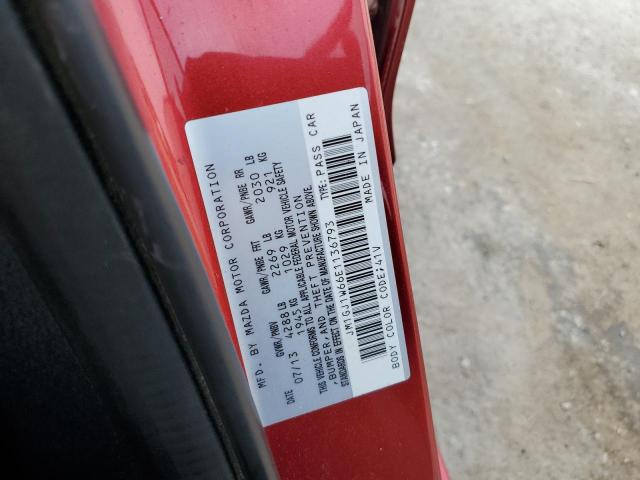 MFD. BY MAZDA MOTOR CORPORATION
GVWR/PNBV GAWR/PNBE FRT GAWR/PNBE RR
DATE 07/13 4288 LB 2269 LB 2030 LB
1945 KG 1029 KG 921 KG
THIS VEHICLE CONFORMS TO ALL APPLICABLE FEDERAL MOTOR VEHICLE SAFETY
, BUMPER, AND THEFT PREVENTION
STANDARDS IN EFFECT ON THE DATE OF MANUFACTURE SHOWN ABOVE.
JM1GJ1W66E1136793 TYPE: PASS CAR
BODY COLOR CODE:41V MADE IN JAPAN